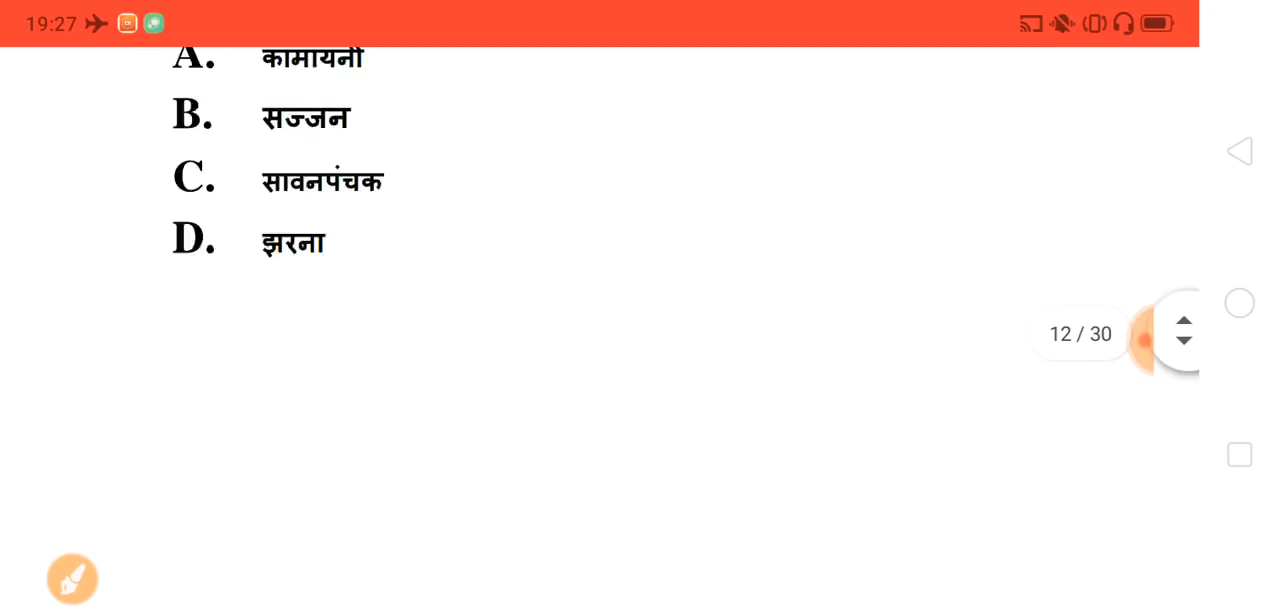 19:27
A. कामायनी
B. सज्जन
C. सावनपंचक
D. झरना
12 / 30